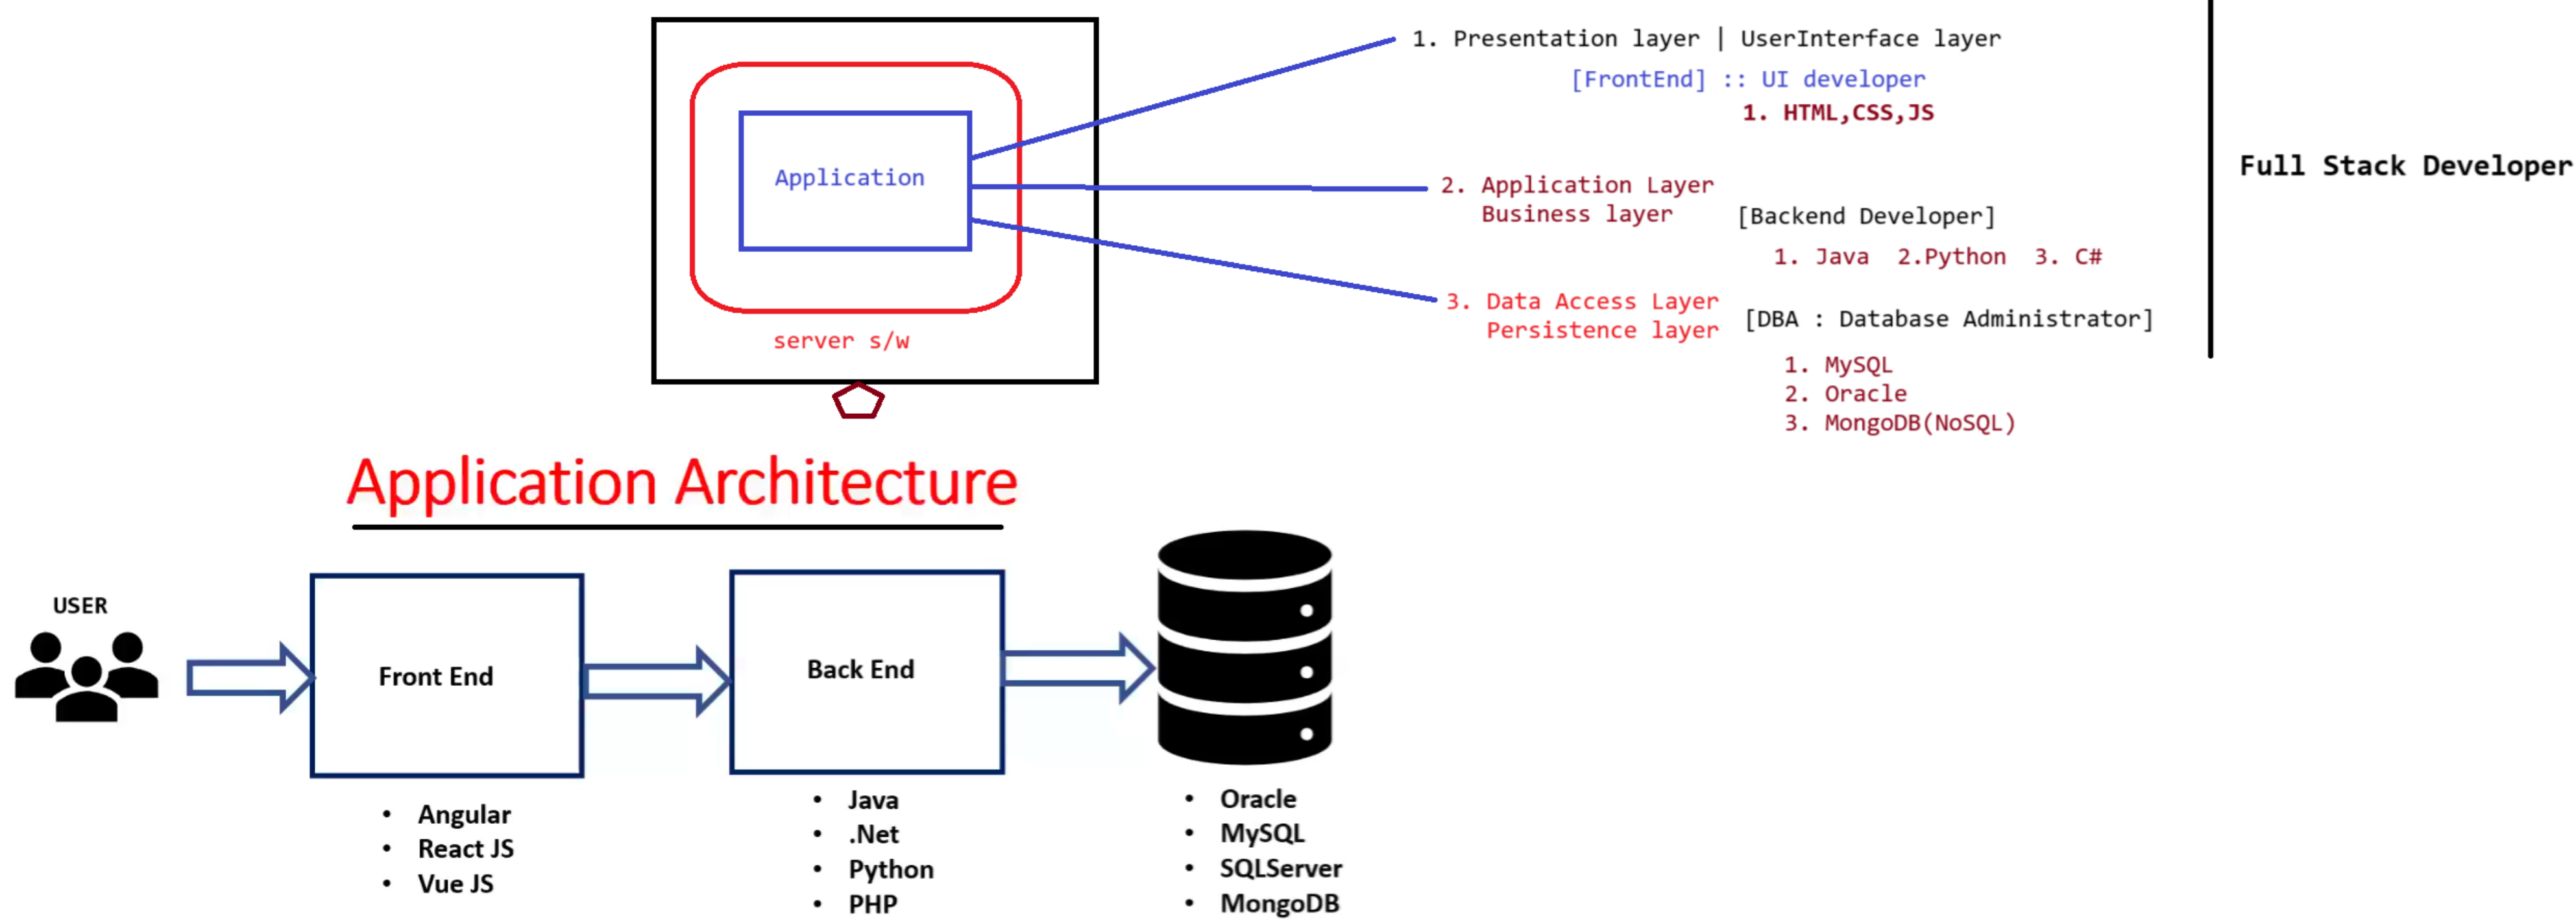 1. Presentation layer | UserInterface layer
[FrontEnd] :: UI developer
1. HTML,CSS,JS
Application
2. Application Layer
Business layer
[Backend Developer]
1. Java 2.Python 3. C#
3. Data Access Layer
Persistence layer
[DBA : Database Administrator]
1. MySQL
2. Oracle
3. MongoDB(NoSQL)
Full Stack Developer
server s/w
Application Architecture
USER
Front End
Back End
• Angular
• React JS
• Vue JS
• Java
• .Net
• Python
• PHP
• Oracle
• MySQL
• SQLServer
• MongoDB